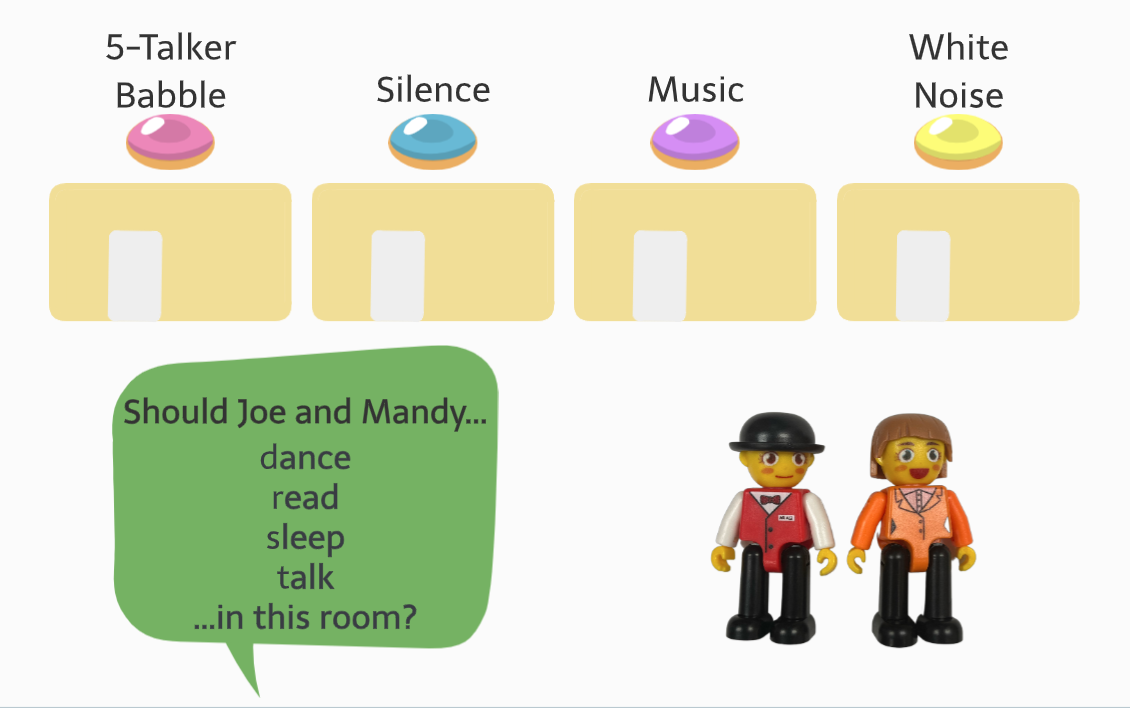 5-Talker
Babble
Silence
Music
White
Noise
Should Joe and Mandy...
dance
read
sleep
talk
...in this room?